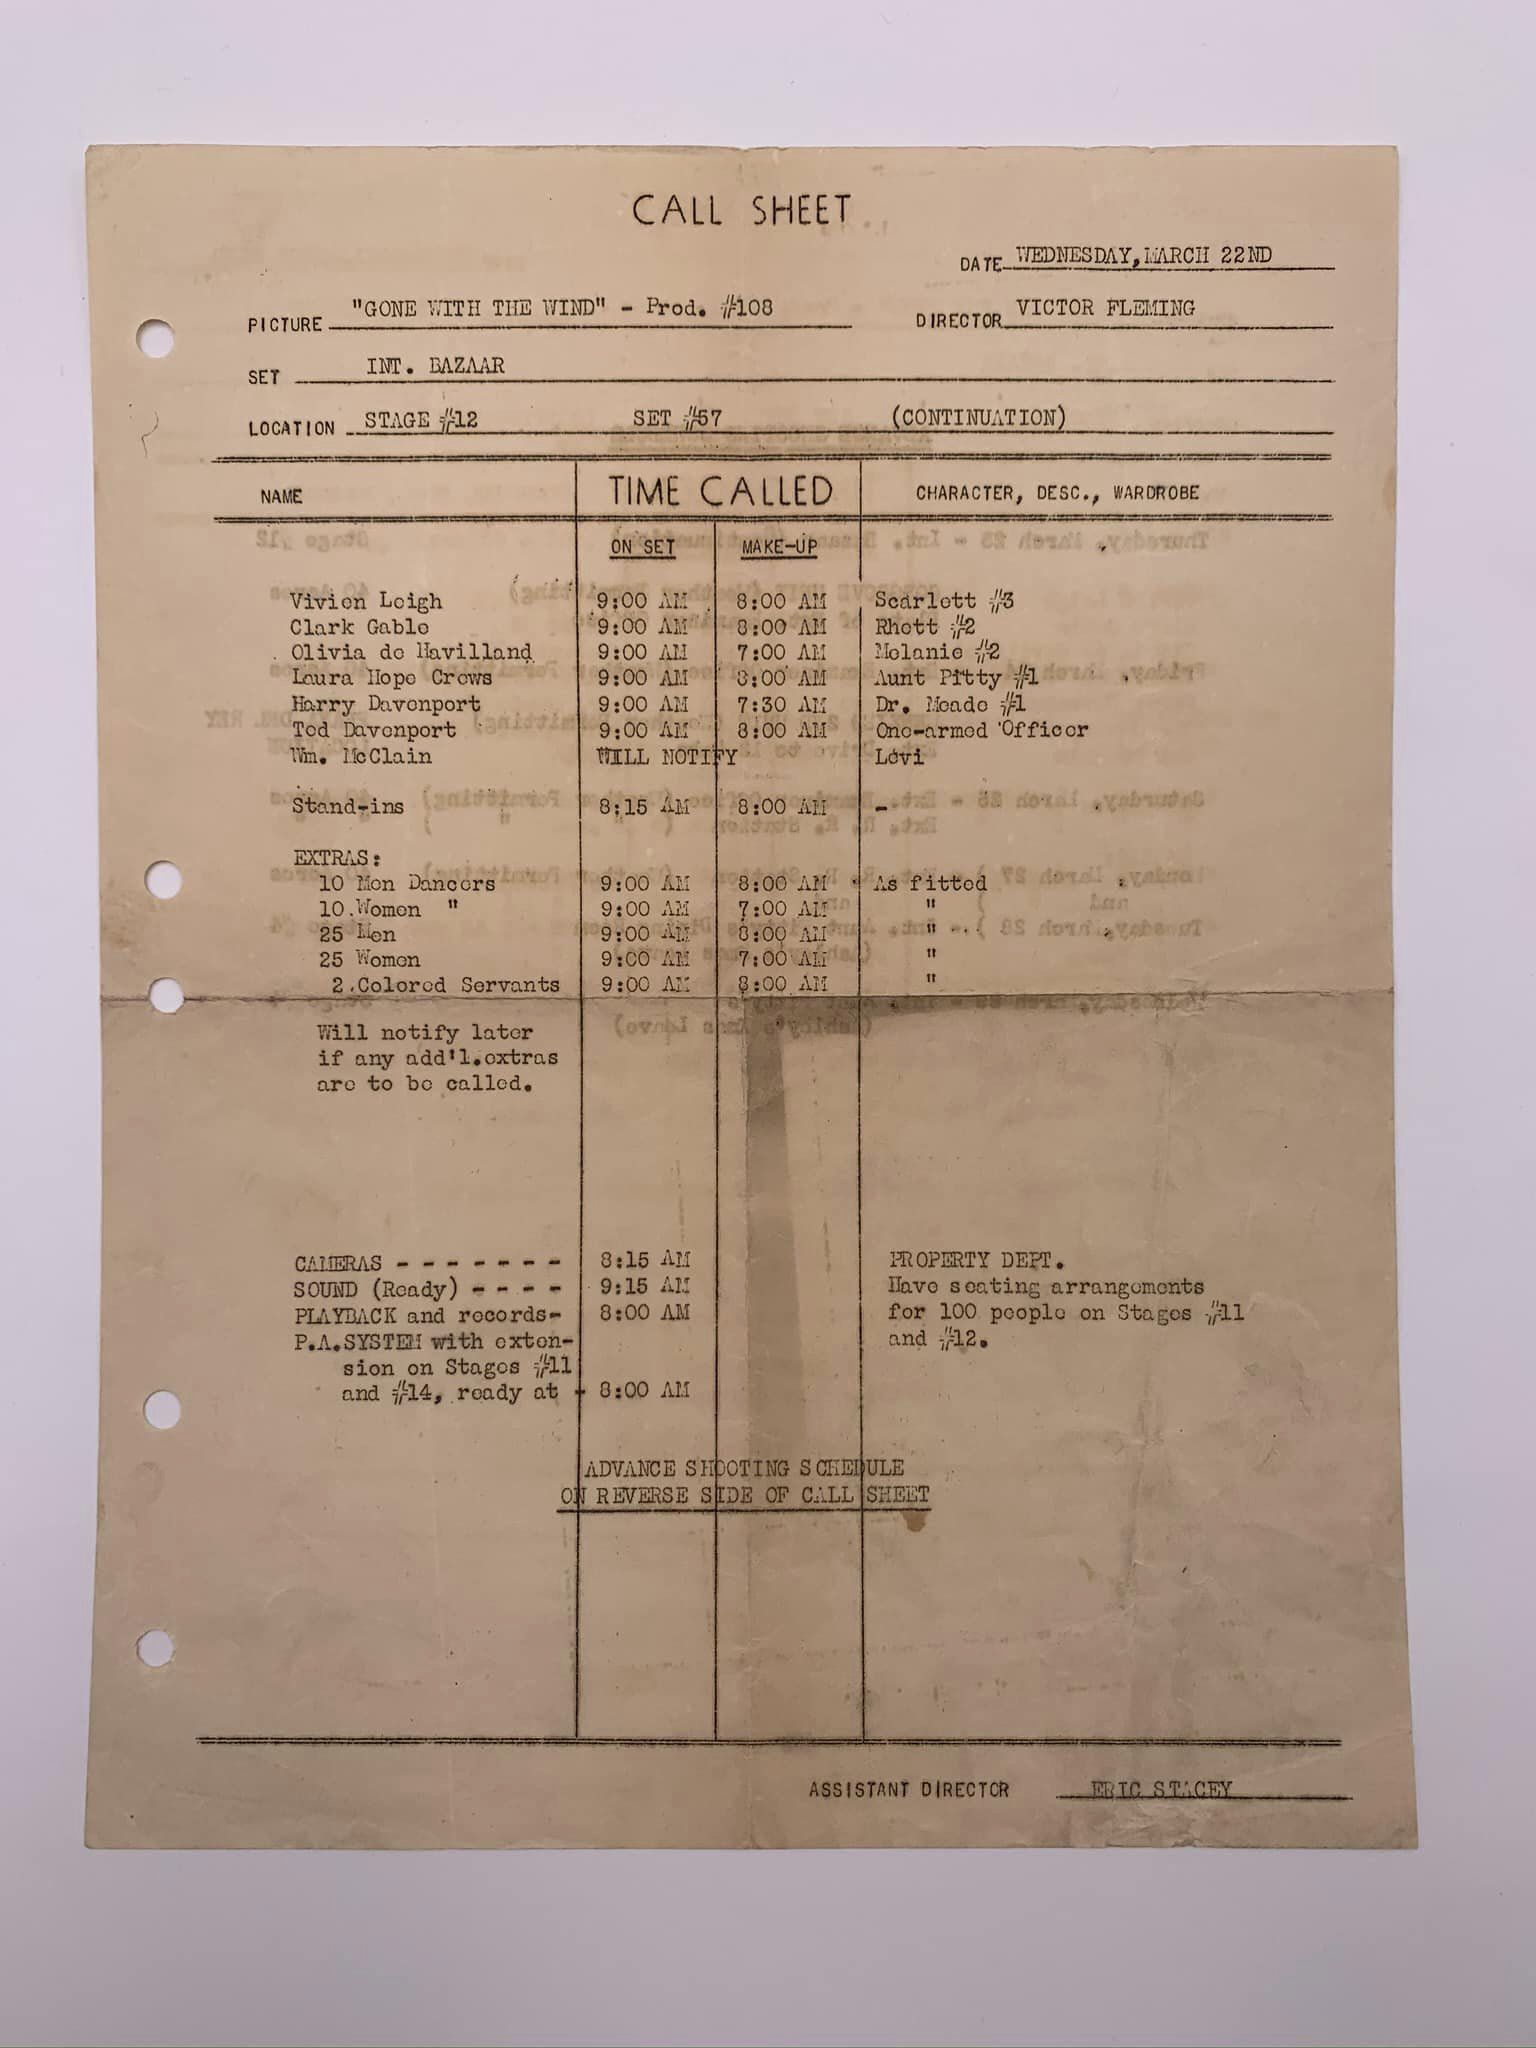 CALL SHEET
DATE WEDNESDAY, MARCH 22ND
PICTURE "GONE WITH THE WIND" - Prod. #108 DIRECTOR VICTOR FLEMING
SET INT. BAZAAR
LOCATION STAGE #12 SET #57 (CONTINUATION)
NAME TIME CALLED CHARACTER, DESC., WARDROBE
ON SET MAKE-UP
Vivien Leigh 9:00 AM 8:00 AM Scarlett #3
Clark Gable 9:00 AM 8:00 AM Rhett #2
Olivia de Havilland 9:00 AM 7:00 AM Melanie #2
Laura Hope Crews 9:00 AM 8:00 AM Aunt Pitty #1
Harry Davenport 9:00 AM 7:30 AM Dr. Meade #1
Ted Davenport 9:00 AM 8:00 AM One-armed Officer
Wm. McClain WILL NOTIFY Levi
Stand-ins 8:15 AM 8:00 AM -
EXTRAS:
10 Men Dancers 9:00 AM 8:00 AM As fitted
10 Women " 9:00 AM 7:00 AM "
25 Men 9:00 AM 8:00 AM "
25 Women 9:00 AM 7:00 AM "
2 Colored Servants 9:00 AM 8:00 AM "
Will notify later
if any add'l.extras
are to be called.
CAMERAS - - - - - - - 8:15 AM PROPERTY DEPT.
SOUND (Ready) - - - - 9:15 AM Have seating arrangements
PLAYBACK and records- 8:00 AM for 100 people on Stages #11
P.A.SYSTEM with exten- and #12.
sion on Stages #11
and #14, ready at - 8:00 AM
ADVANCE SHOOTING SCHEDULE
ON REVERSE SIDE OF CALL SHEET
ASSISTANT DIRECTOR ERIC STACEY